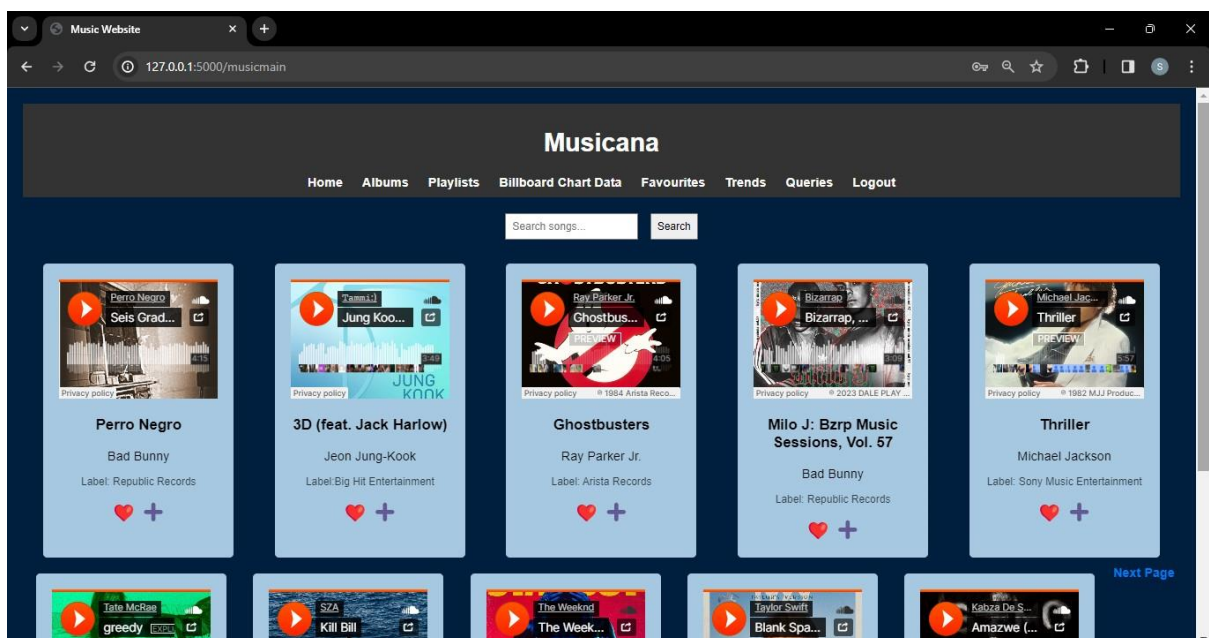 Music Website
127.0.0.1:5000/musicmain
S
Musicana
Home Albums Playlists Billboard Chart Data Favourites Trends Queries Logout
Search songs... Search
Perro Negro
Seis Grad...
4:15
Privacy policy
Perro Negro
Bad Bunny
Label: Republic Records
Tammi:)
Jung Koo...
3:49
JUNG
KOOK
Privacy policy
3D (feat. Jack Harlow)
Jeon Jung-Kook
Label:Big Hit Entertainment
Ray Parker Jr.
Ghostbus...
PREVIEW
4:05
Privacy policy ℗ 1984 Arista Reco...
Ghostbusters
Ray Parker Jr.
Label: Arista Records
Bizarrap
Bizarrap, ...
3:09
Privacy policy ℗ 2023 DALE PLAY ...
Milo J: Bzrp Music
Sessions, Vol. 57
Bad Bunny
Label: Republic Records
Michael Jac...
Thriller
PREVIEW
5:57
Privacy policy ℗ 1982 MJJ Produc...
Thriller
Michael Jackson
Label: Sony Music Entertainment
Next Page
Tate McRae
greedy
SZA
Kill Bill
The Weeknd
The Week...
Taylor Swift
Blank Spa...
Kabza De S...
Amazwe (...